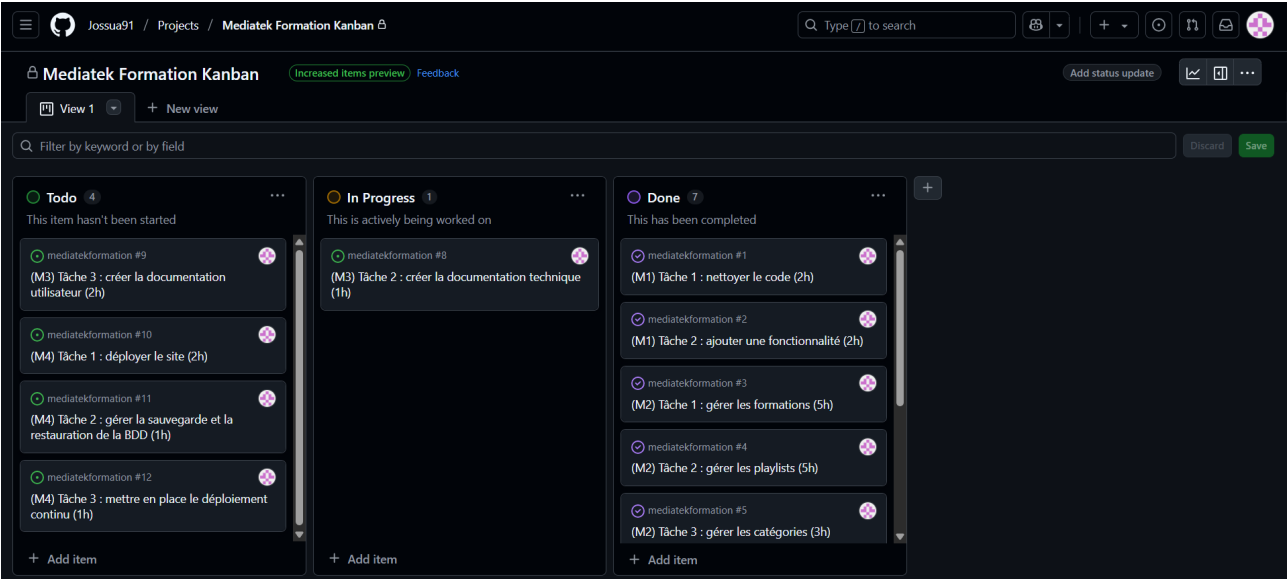 Jossua91 / Projects / Mediatek Formation Kanban
Type / to search
Mediatek Formation Kanban
Increased items preview
Feedback
Add status update
View 1
New view
Filter by keyword or by field
Discard
Save
Todo 4
This item hasn't been started
mediatekformation #9
(M3) Tâche 3 : créer la documentation
utilisateur (2h)
mediatekformation #10
(M4) Tâche 1 : déployer le site (2h)
mediatekformation #11
(M4) Tâche 2 : gérer la sauvegarde et la
restauration de la BDD (1h)
mediatekformation #12
(M4) Tâche 3 : mettre en place le déploiement
continu (1h)
+ Add item
In Progress 1
This is actively being worked on
mediatekformation #8
(M3) Tâche 2 : créer la documentation technique
(1h)
+ Add item
Done 7
This has been completed
mediatekformation #1
(M1) Tâche 1 : nettoyer le code (2h)
mediatekformation #2
(M1) Tâche 2 : ajouter une fonctionnalité (2h)
mediatekformation #3
(M2) Tâche 1 : gérer les formations (5h)
mediatekformation #4
(M2) Tâche 2 : gérer les playlists (5h)
mediatekformation #5
(M2) Tâche 3 : gérer les catégories (3h)
+ Add item